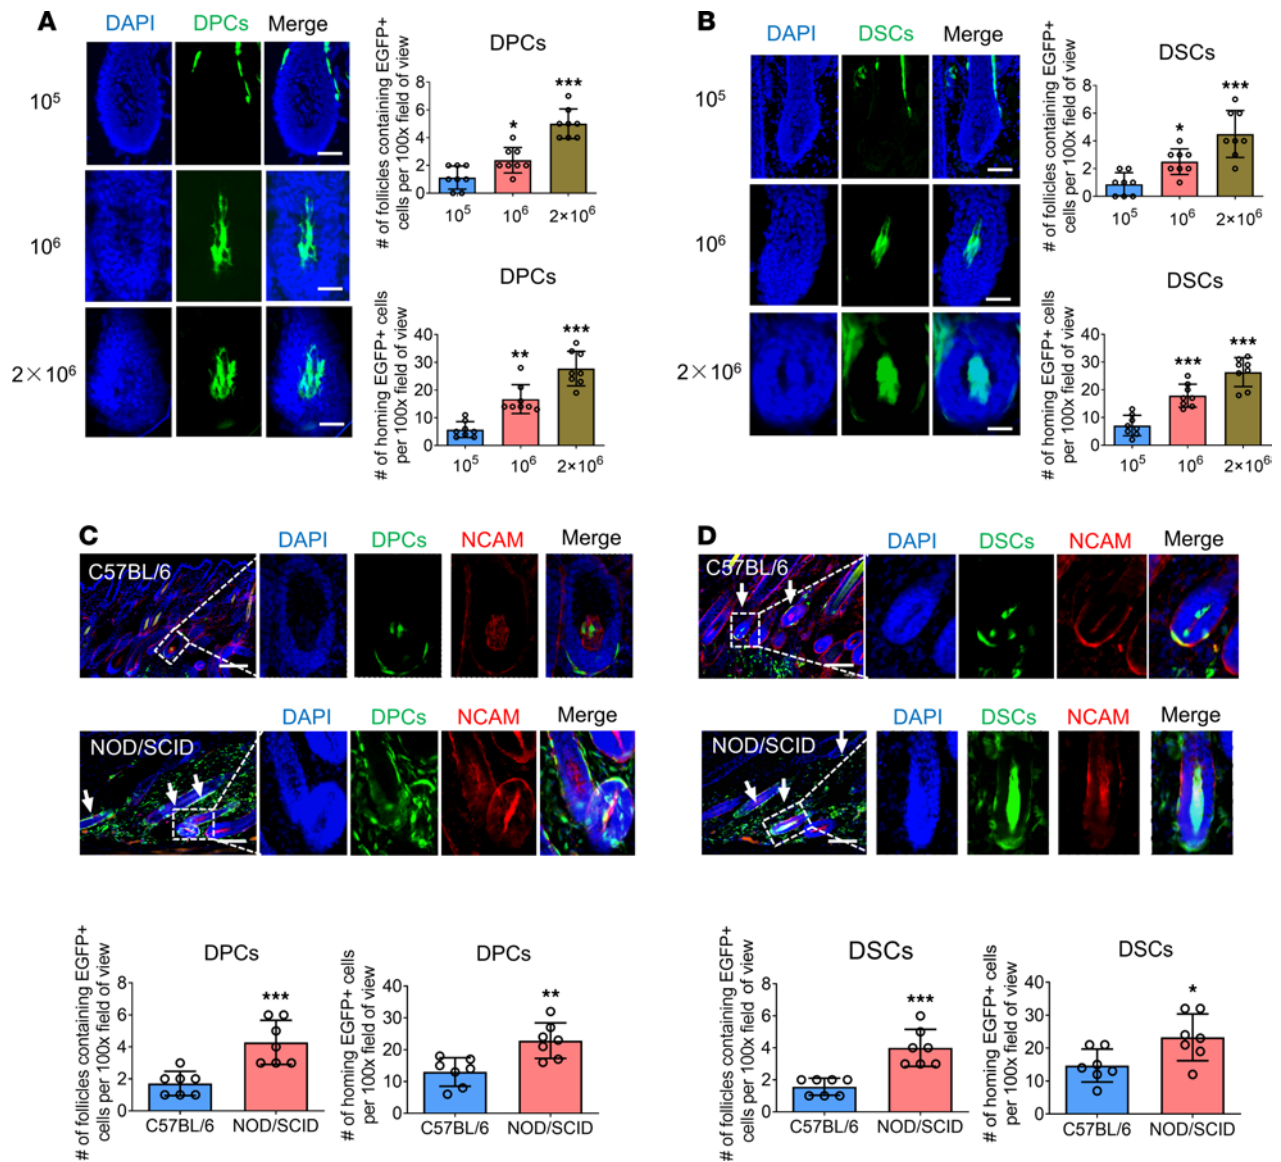 A
DAPI DPCs Merge
10⁵
10⁶
2×10⁶
DPCs
# of follicles containing EGFP+
cells per 100x field of view
8
6
4
2
0
*
***
10⁵ 10⁶ 2×10⁶
DPCs
# of homing EGFP+ cells
per 100x field of view
40
30
20
10
0
**
***
10⁵ 10⁶ 2×10⁶
B
DAPI DSCs Merge
10⁵
10⁶
2×10⁶
DSCs
# of follicles containing EGFP+
cells per 100x field of view
8
6
4
2
0
*
***
10⁵ 10⁶ 2×10⁶
DSCs
# of homing EGFP+ cells
per 100x field of view
40
30
20
10
0
***
***
10⁵ 10⁶ 2×10⁶⁸
C
DAPI DPCs NCAM Merge
C57BL/6
DAPI DPCs NCAM Merge
NOD/SCID
DPCs
# of follicles containing EGFP+
cells per 100x field of view
8
6
4
2
0
***
C57BL/6 NOD/SCID
DPCs
# of homing EGFP+ cells
per 100x field of view
40
30
20
10
0
**
C57BL/6 NOD/SCID
D
DAPI DSCs NCAM Merge
C57BL/6
DAPI DSCs NCAM Merge
NOD/SCID
DSCs
# of follicles containing EGFP+
cells per 100x field of view
8
6
4
2
0
***
C57BL/6 NOD/SCID
DSCs
# of homing EGFP+ cells
per 100x field of view
40
30
20
10
0
*
C57BL/6 NOD/SCID